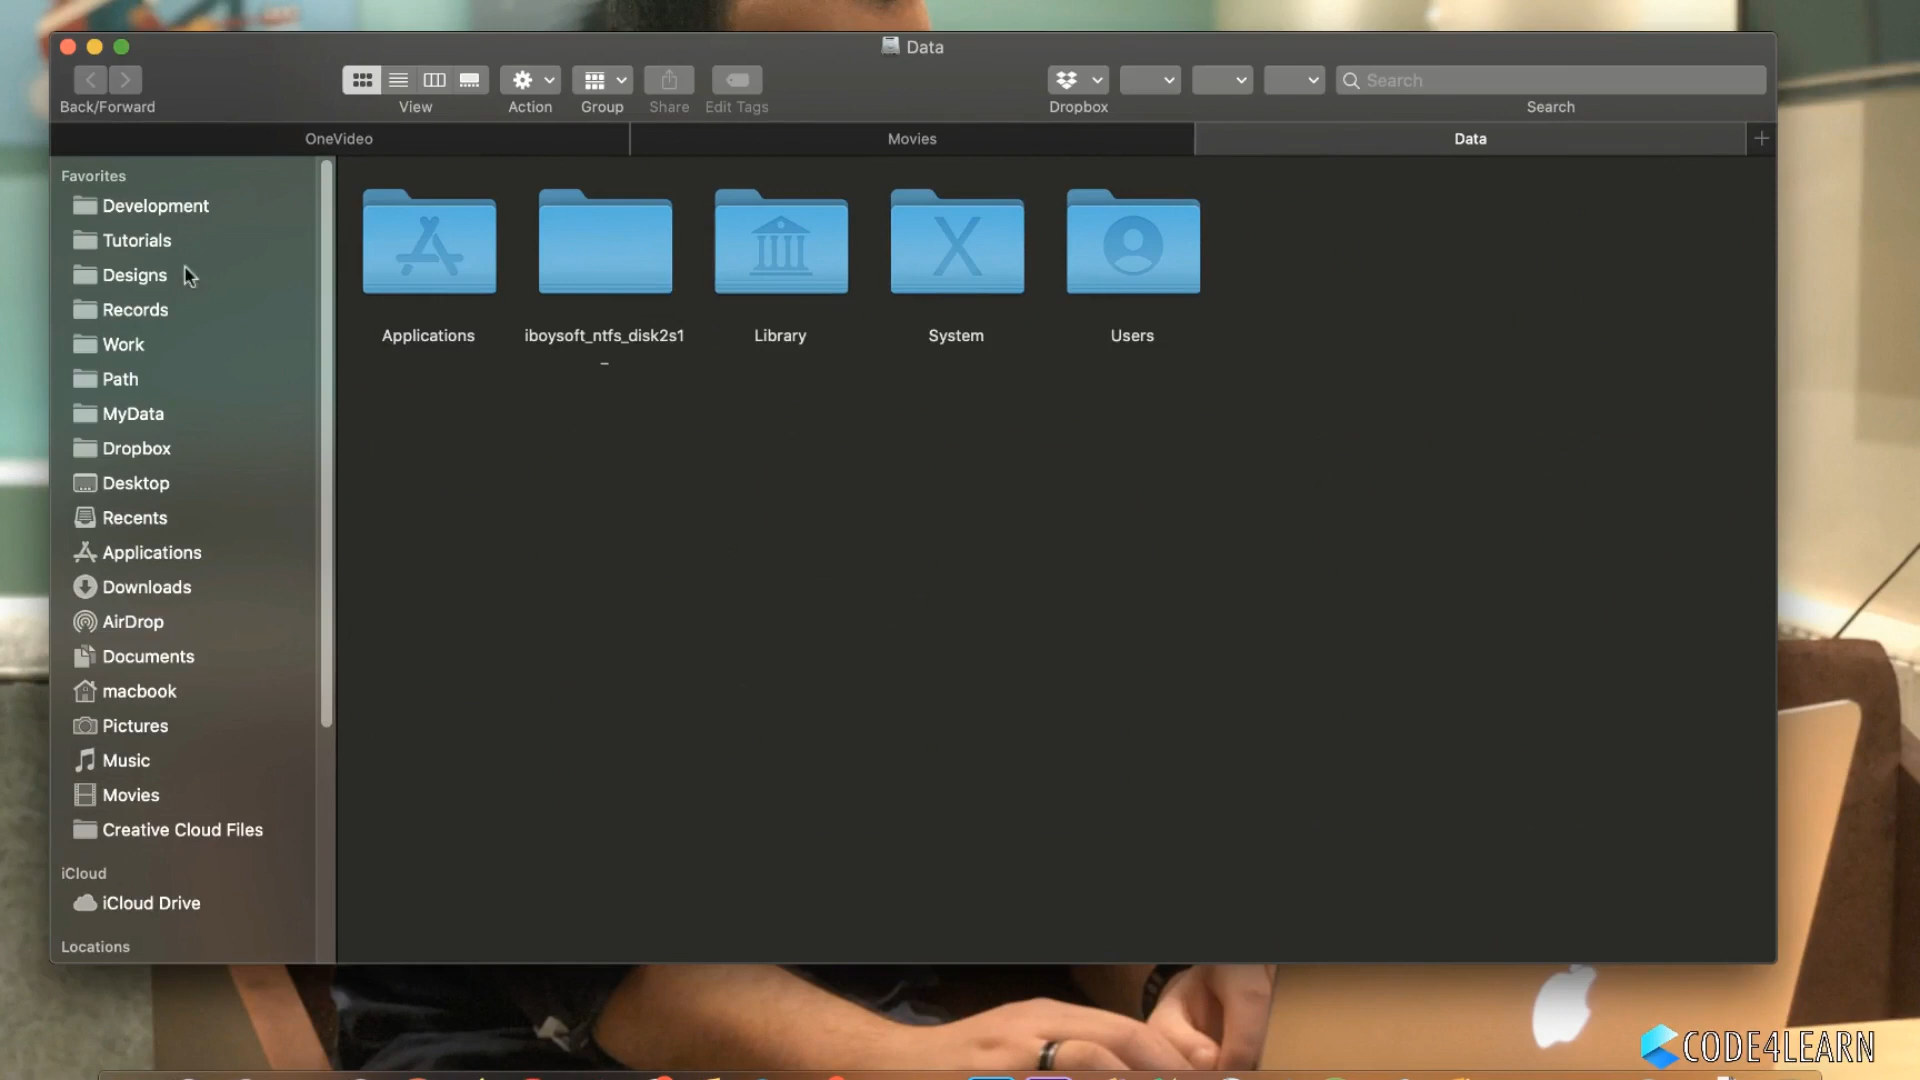 Data
Back/Forward
View
Action
Group
Share
Edit Tags
Dropbox
Search
Search
OneVideo
Movies
Data
Favorites
Development
Tutorials
Designs
Records
Work
Path
MyData
Dropbox
Desktop
Recents
Applications
Downloads
AirDrop
Documents
macbook
Pictures
Music
Movies
Creative Cloud Files
iCloud
iCloud Drive
Locations
Applications
iboysoft_ntfs_disk2s1
_
Library
System
Users
CODE4LEARN